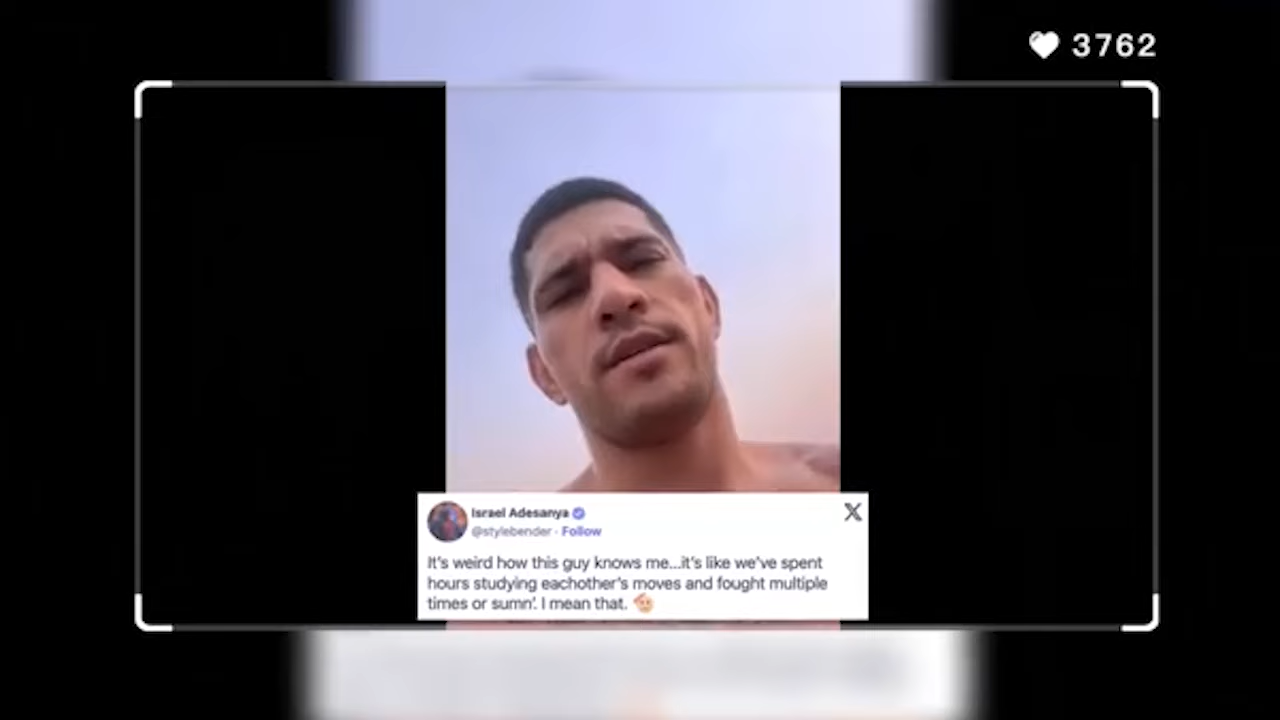 3762
Israel Adesanya
@stylebender · Follow
It's weird how this guy knows me...it's like we've spent
hours studying eachother's moves and fought multiple
times or sumn'. I mean that.